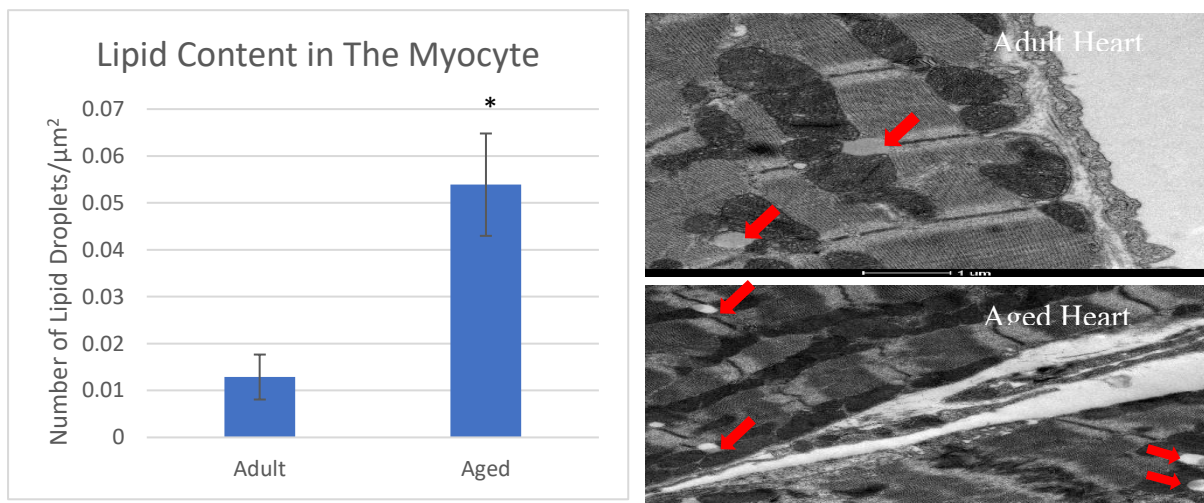 Lipid Content in The Myocyte
Number of Lipid Droplets/µm²
0.07
0.06
0.05
0.04
0.03
0.02
0.01
0
*
Adult
Aged
Adult Heart
1 µm
Aged Heart